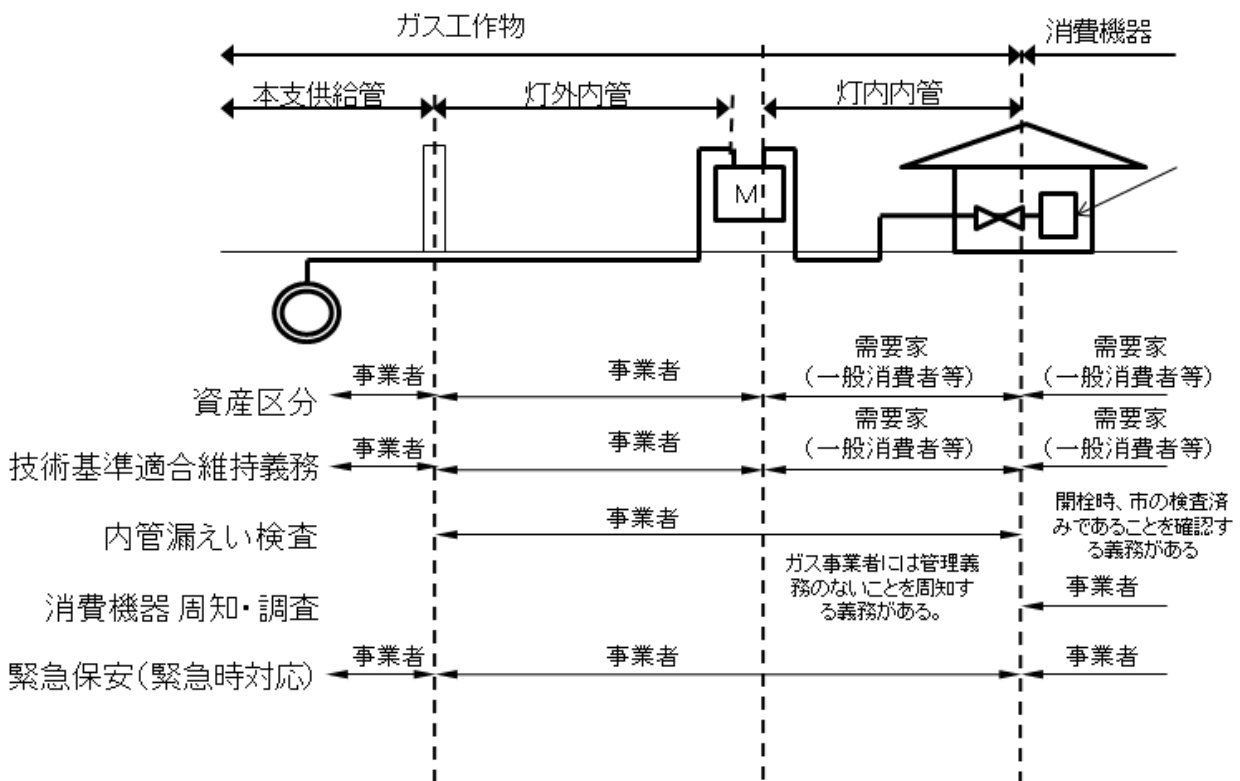 ガス工作物
消費機器
本支供給管
灯外内管
灯内内管
M
資産区分
事業者
事業者
需要家
（一般消費者等）
需要家
（一般消費者等）
技術基準適合維持義務
事業者
事業者
需要家
（一般消費者等）
需要家
（一般消費者等）
内管漏えい検査
事業者
開栓時、市の検査済
みであることを確認す
る義務がある
ガス事業者には管理義
務のないことを周知す
る義務がある。
消費機器 周知・調査
事業者
緊急保安（緊急時対応）
事業者
事業者
事業者